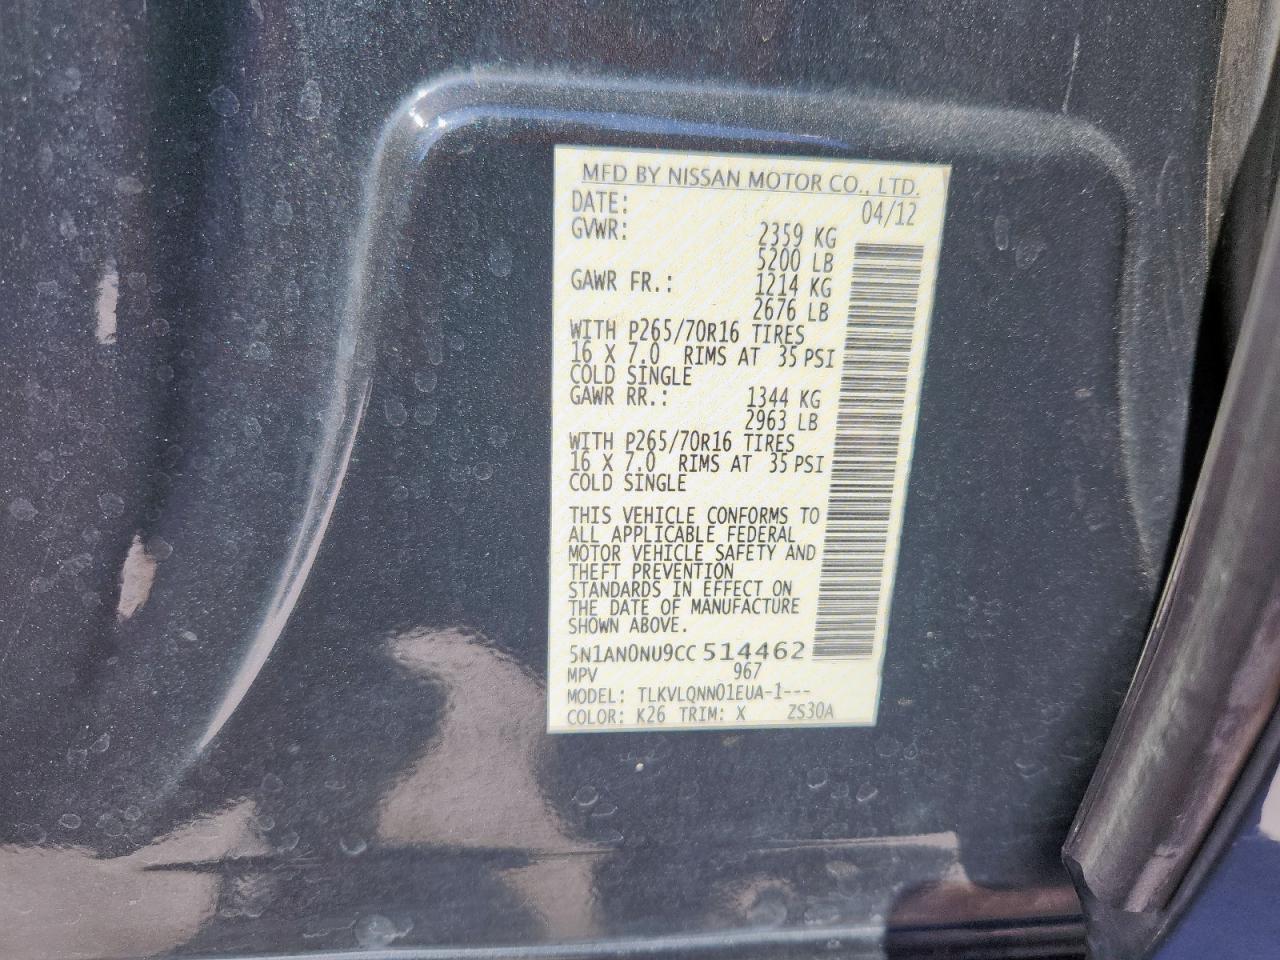 MFD BY NISSAN MOTOR CO., LTD.
DATE: 04/12
GVWR: 2359 KG
5200 LB
GAWR FR.: 1214 KG
2676 LB
WITH P265/70R16 TIRES
16 X 7.0 RIMS AT 35 PSI
COLD SINGLE
GAWR RR.: 1344 KG
2963 LB
WITH P265/70R16 TIRES
16 X 7.0 RIMS AT 35 PSI
COLD SINGLE
THIS VEHICLE CONFORMS TO
ALL APPLICABLE FEDERAL
MOTOR VEHICLE SAFETY AND
THEFT PREVENTION
STANDARDS IN EFFECT ON
THE DATE OF MANUFACTURE
SHOWN ABOVE.
5N1AN0NU9CC514462
MPV 967
MODEL: TLKVLQNN01EUA-1---
COLOR: K26 TRIM: X ZS30A